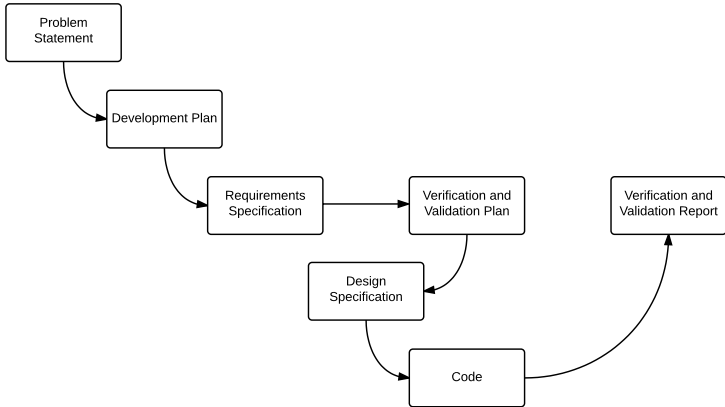 Problem
Statement
Development Plan
Requirements
Specification
Verification and
Validation Plan
Verification and
Validation Report
Design
Specification
Code